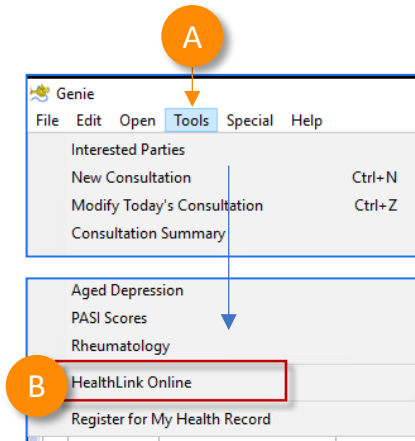 A
Genie
File Edit Open Tools Special Help
Interested Parties
New Consultation Ctrl+N
Modify Today's Consultation Ctrl+Z
Consultation Summary
Aged Depression
PASI Scores
Rheumatology
B HealthLink Online
Register for My Health Record